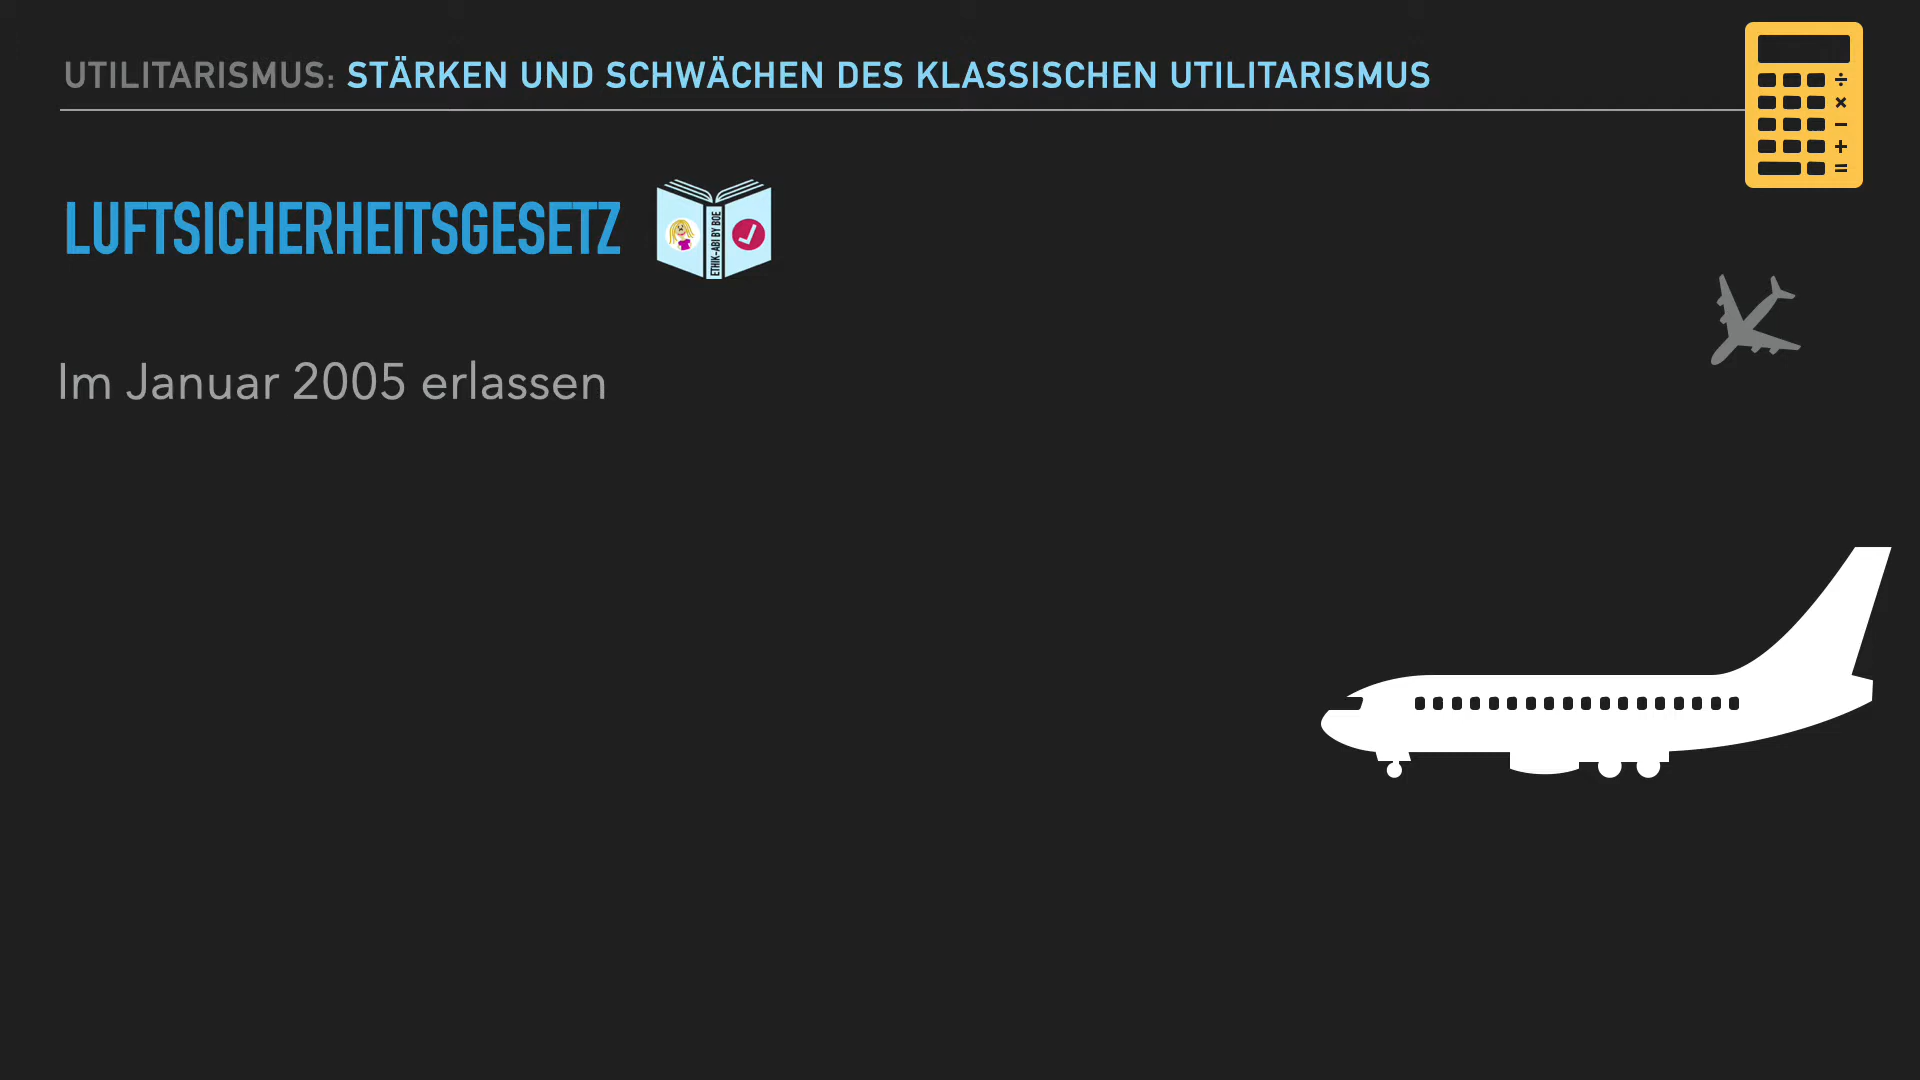 UTILITARISMUS: STÄRKEN UND SCHWÄCHEN DES KLASSISCHEN UTILITARISMUS
LUFTSICHERHEITSGESETZ
ETHIK-ABI BY BOE
Im Januar 2005 erlassen